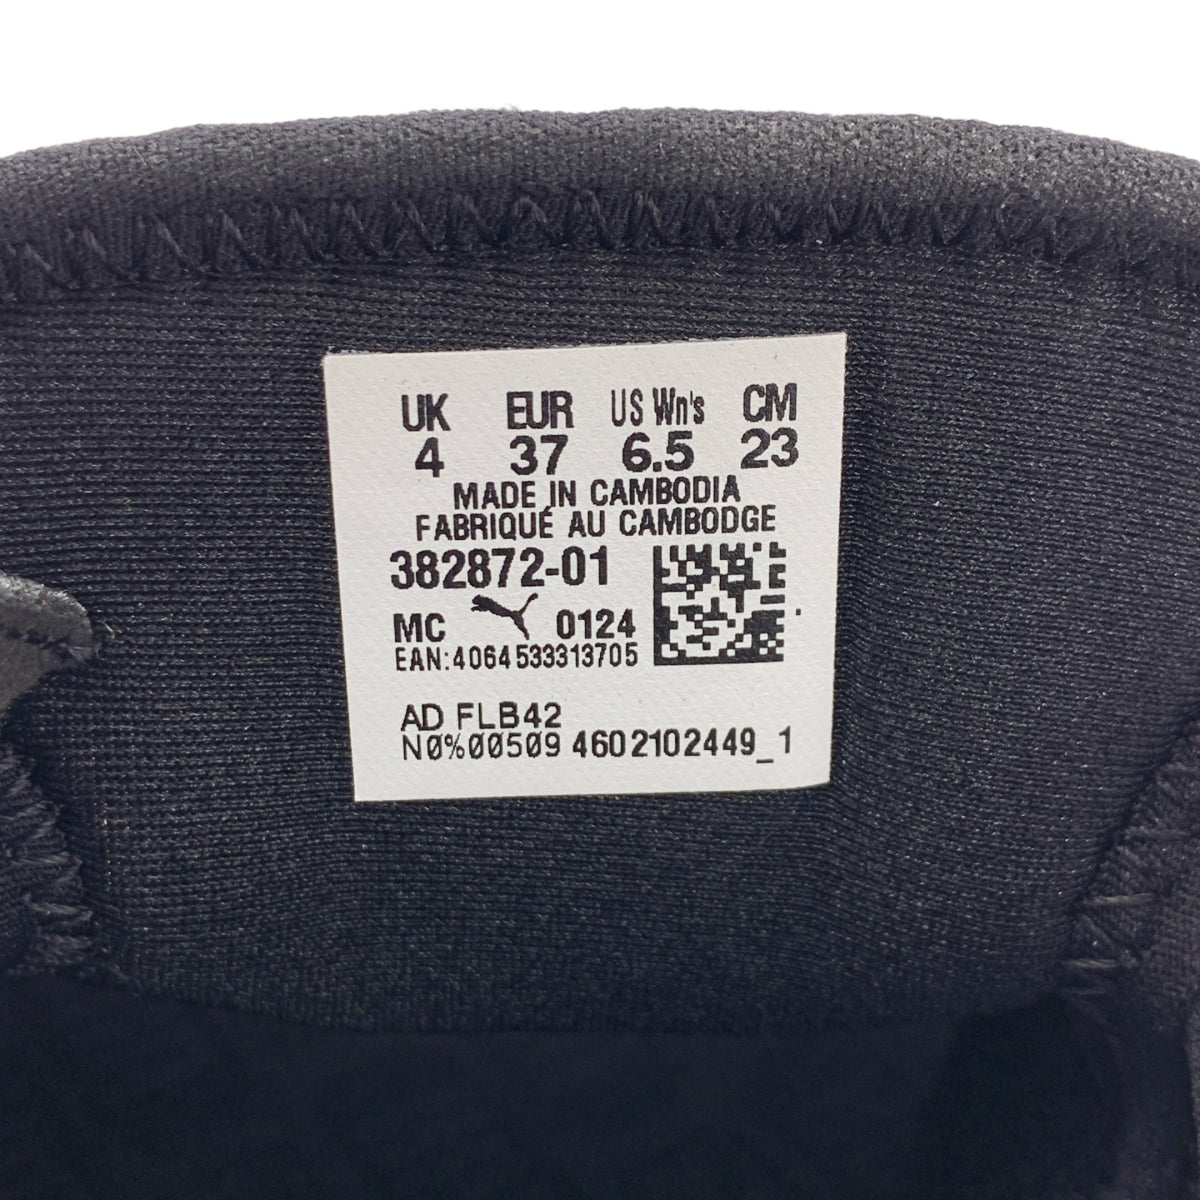 UK EUR US Wn's CM
4 37 6.5 23
MADE IN CAMBODIA
FABRIQUÉ AU CAMBODGE
382872-01
MC 0124
EAN:4064533313705
AD FLB42
N0%00509 4602102449_1